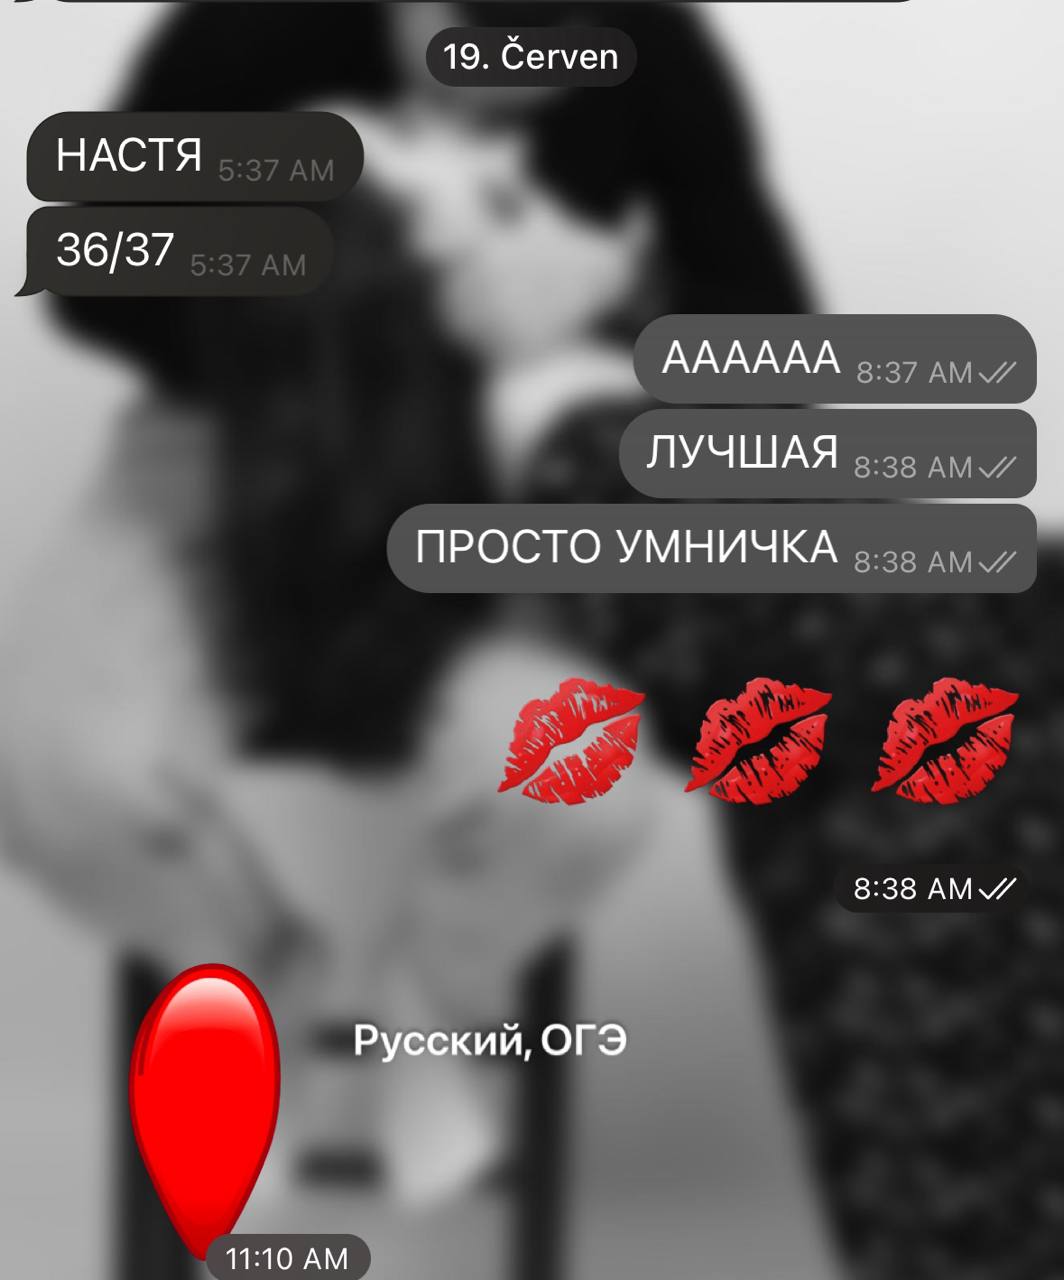 19. Červen
НАСТЯ 5:37 AM
36/37 5:37 AM
АААААА 8:37 AM
ЛУЧШАЯ 8:38 AM
ПРОСТО УМНИЧКА 8:38 AM
8:38 AM
Русский, ОГЭ
11:10 AM